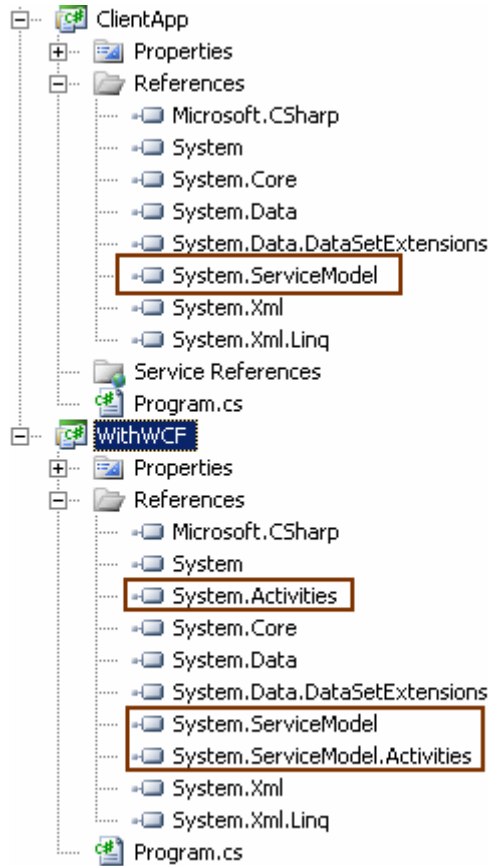 ClientApp
Properties
References
Microsoft.CSharp
System
System.Core
System.Data
System.Data.DataSetExtensions
System.ServiceModel
System.Xml
System.Xml.Linq
Service References
Program.cs
WithWCF
Properties
References
Microsoft.CSharp
System
System.Activities
System.Core
System.Data
System.Data.DataSetExtensions
System.ServiceModel
System.ServiceModel.Activities
System.Xml
System.Xml.Linq
Program.cs